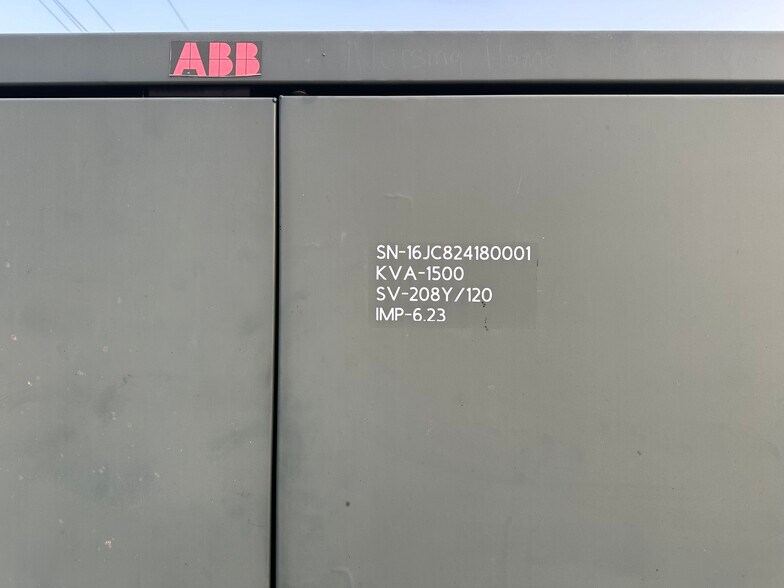 ABB
SN-16JC824180001
KVA-1500
SV-208Y/120
IMP-6.23